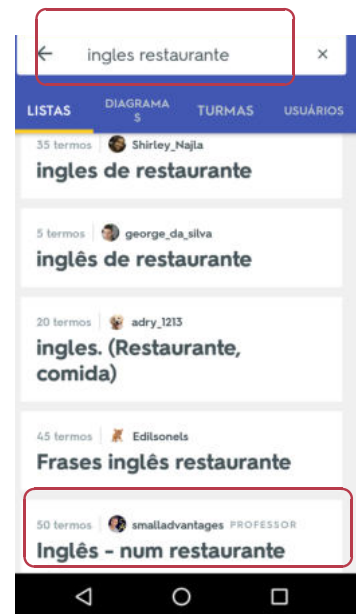 ingles restaurante
LISTAS DIAGRAMA
S TURMAS USUÁRIOS
35 termos Shirley_Najla
ingles de restaurante
5 termos george_da_silva
inglês de restaurante
20 termos adry_1213
ingles. (Restaurante,
comida)
45 termos Edilsonels
Frases inglês restaurante
50 termos smalladvantages PROFESSOR
Inglês - num restaurante